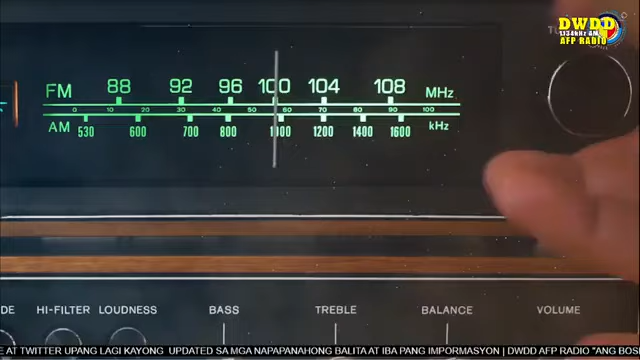 DWDD
1134kHz AM
AFP RADIO
FM 88 92 96 100 104 108 MHz
0 10 20 30 40 50 60 70 80 90 100
AM 530 600 700 800 1000 1200 1400 1600 kHz
DE HI-FILTER LOUDNESS BASS TREBLE BALANCE VOLUME
E AT TWITTER UPANG LAGI KAYONG UPDATED SA MGA NAPAPANAHONG BALITA AT IBA PANG IMPORMASYON | DWDD AFP RADIO "ANG BOS